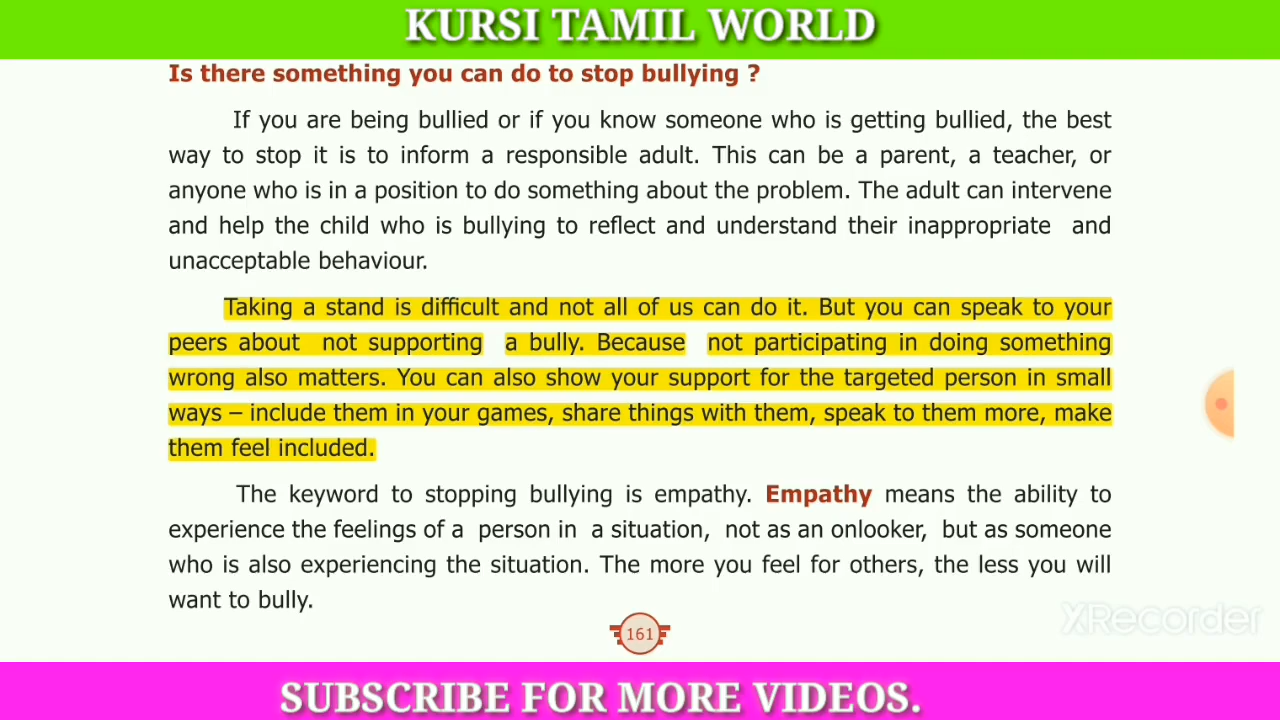 KURSI TAMIL WORLD
Is there something you can do to stop bullying ?
If you are being bullied or if you know someone who is getting bullied, the best
way to stop it is to inform a responsible adult. This can be a parent, a teacher, or
anyone who is in a position to do something about the problem. The adult can intervene
and help the child who is bullying to reflect and understand their inappropriate and
unacceptable behaviour.
Taking a stand is difficult and not all of us can do it. But you can speak to your
peers about not supporting a bully. Because not participating in doing something
wrong also matters. You can also show your support for the targeted person in small
ways – include them in your games, share things with them, speak to them more, make
them feel included.
The keyword to stopping bullying is empathy. Empathy means the ability to
experience the feelings of a person in a situation, not as an onlooker, but as someone
who is also experiencing the situation. The more you feel for others, the less you will
want to bully.
161
XRecorder
SUBSCRIBE FOR MORE VIDEOS.